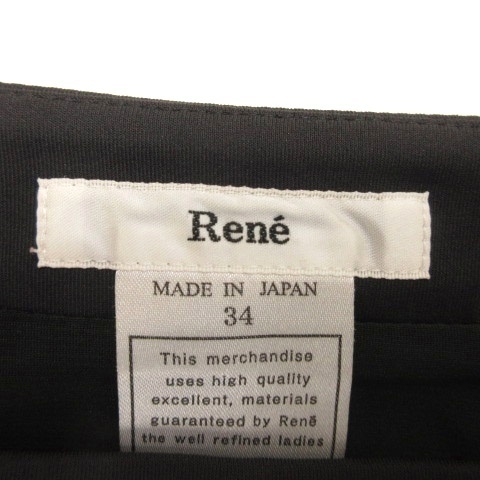 René
MADE IN JAPAN
34
This merchandise
uses high quality
excellent, materials
guaranteed by René
the well refined ladies